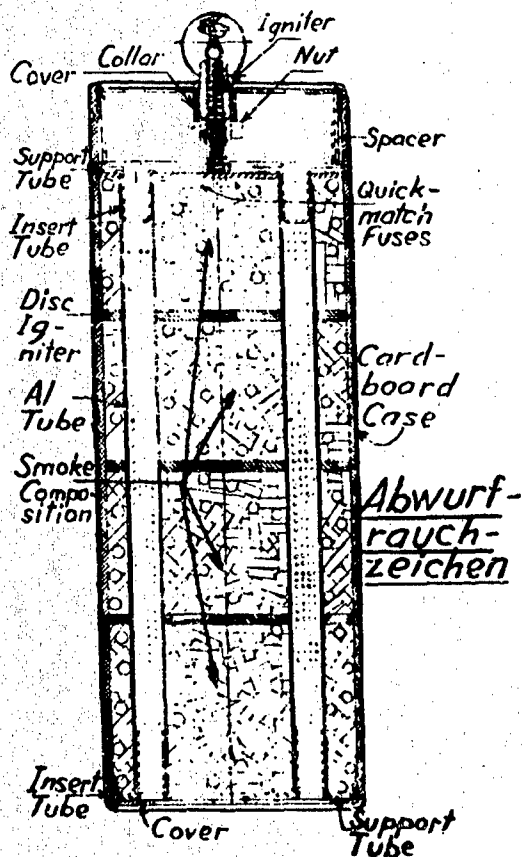 Igniter
Collar
Nut
Cover
Spacer
Support
Tube
Quick-
match
Fuses
Insert
Tube
Disc
Ig-
niter
Card-
board
Case
Al
Tube
Smoke
Compo-
sition
Abwurf-
rauch-
zeichen
Insert
Tube
Cover
Support
Tube